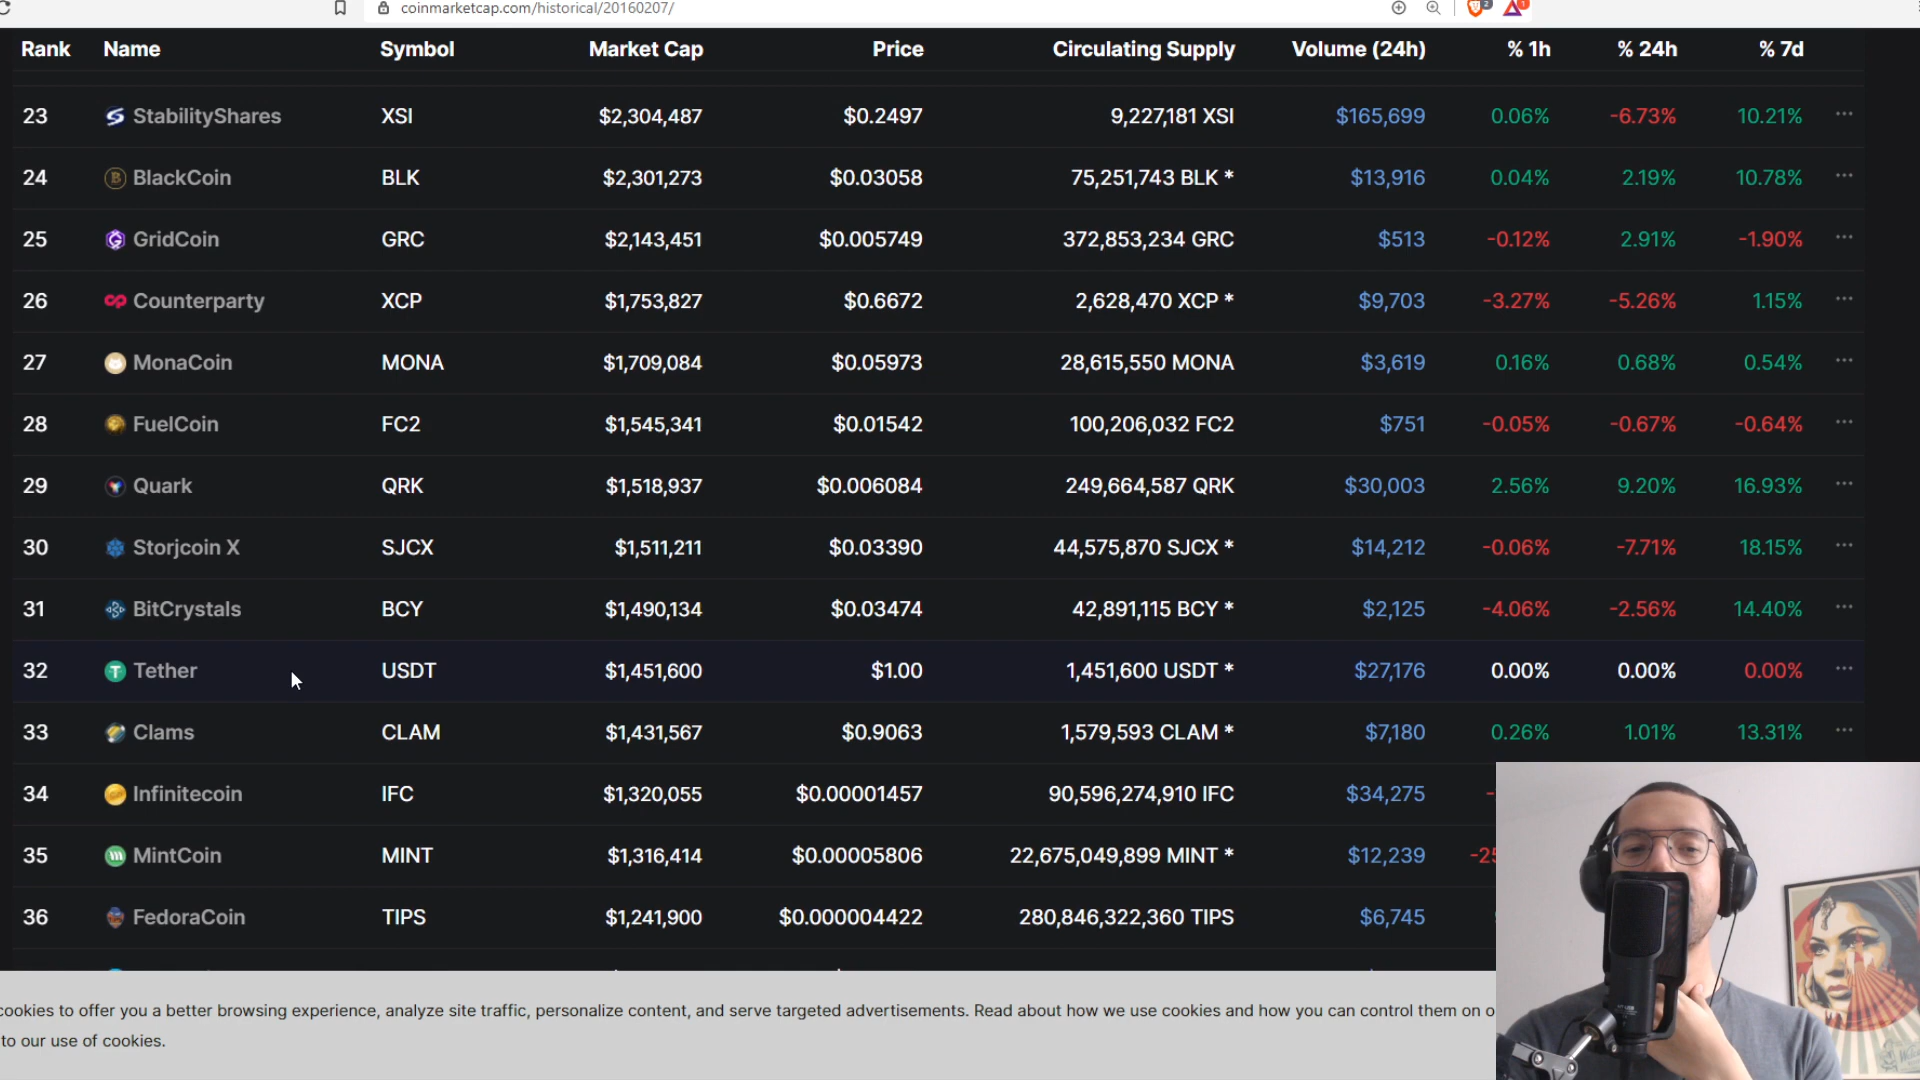 coinmarketcap.com/historical/20160207/
Rank Name Symbol Market Cap Price Circulating Supply Volume (24h) % 1h % 24h % 7d
23 StabilityShares XSI $2,304,487 $0.2497 9,227,181 XSI $165,699 0.06% -6.73% 10.21%
24 BlackCoin BLK $2,301,273 $0.03058 75,251,743 BLK * $13,916 0.04% 2.19% 10.78%
25 GridCoin GRC $2,143,451 $0.005749 372,853,234 GRC $513 -0.12% 2.91% -1.90%
26 Counterparty XCP $1,753,827 $0.6672 2,628,470 XCP * $9,703 -3.27% -5.26% 1.15%
27 MonaCoin MONA $1,709,084 $0.05973 28,615,550 MONA $3,619 0.16% 0.68% 0.54%
28 FuelCoin FC2 $1,545,341 $0.01542 100,206,032 FC2 $751 -0.05% -0.67% -0.64%
29 Quark QRK $1,518,937 $0.006084 249,664,587 QRK $30,003 2.56% 9.20% 16.93%
30 Storjcoin X SJCX $1,511,211 $0.03390 44,575,870 SJCX * $14,212 -0.06% -7.71% 18.15%
31 BitCrystals BCY $1,490,134 $0.03474 42,891,115 BCY * $2,125 -4.06% -2.56% 14.40%
32 Tether USDT $1,451,600 $1.00 1,451,600 USDT * $27,176 0.00% 0.00% 0.00%
33 Clams CLAM $1,431,567 $0.9063 1,579,593 CLAM * $7,180 0.26% 1.01% 13.31%
34 Infinitecoin IFC $1,320,055 $0.00001457 90,596,274,910 IFC $34,275
35 MintCoin MINT $1,316,414 $0.00005806 22,675,049,899 MINT * $12,239 -25
36 FedoraCoin TIPS $1,241,900 $0.000004422 280,846,322,360 TIPS $6,745
cookies to offer you a better browsing experience, analyze site traffic, personalize content, and serve targeted advertisements. Read about how we use cookies and how you can control them on o
to our use of cookies.